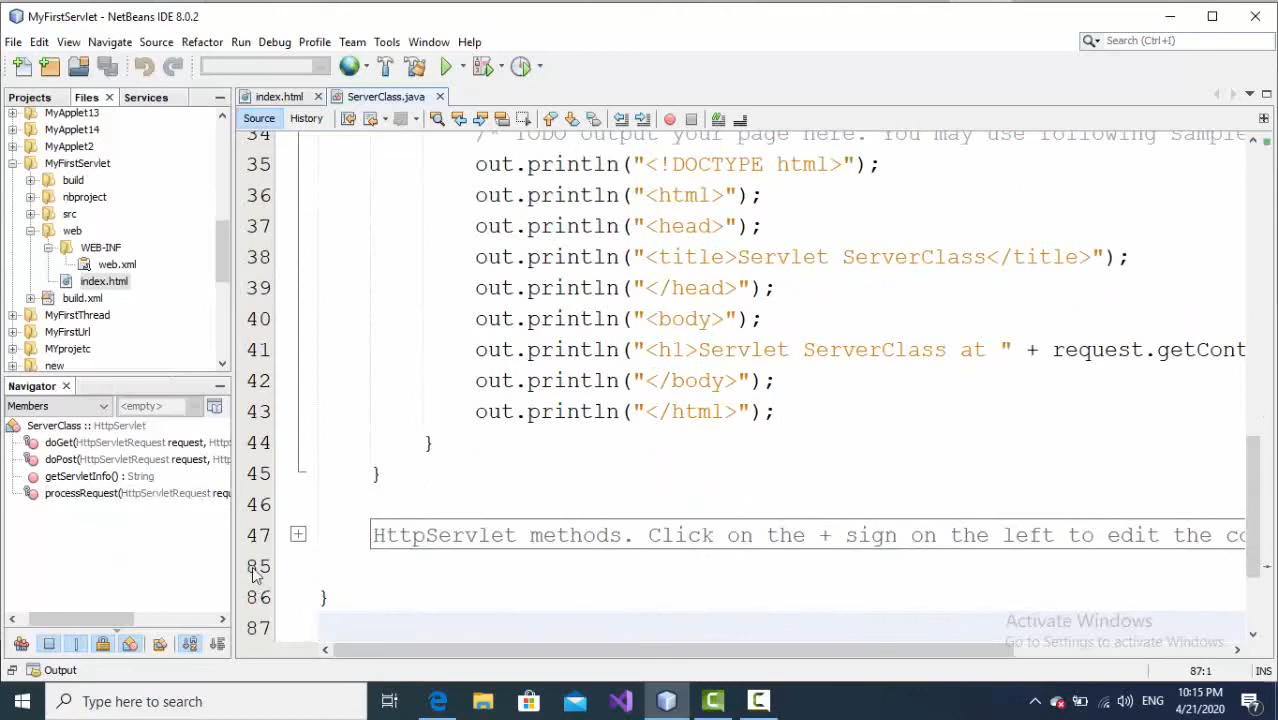 MyFirstServlet - NetBeans IDE 8.0.2
File Edit View Navigate Source Refactor Run Debug Profile Team Tools Window Help
Search (Ctrl+I)
Projects Files Services
index.html ServerClass.java
Source History
MyApplet13
MyApplet14
MyApplet2
MyFirstServlet
build
nbproject
src
web
WEB-INF
web.xml
index.html
build.xml
MyFirstThread
MyFirstUrl
MYprojetc
new
Navigator
Members <empty>
ServerClass :: HttpServlet
doGet(HttpServletRequest request, Http
doPost(HttpServletRequest request, Htt
getServletInfo() : String
processRequest(HttpServletRequest requ
34 /* TODO output your page here. You may use following sample
35 out.println("<!DOCTYPE html>");
36 out.println("<html>");
37 out.println("<head>");
38 out.println("<title>Servlet ServerClass</title>");
39 out.println("</head>");
40 out.println("<body>");
41 out.println("<h1>Servlet ServerClass at " + request.getCont
42 out.println("</body>");
43 out.println("</html>");
44 }
45 }
46
47 HttpServlet methods. Click on the + sign on the left to edit the co
85
86 }
87
Activate Windows
Go to Settings to activate Windows.
Output
87:1 INS
Type here to search
ENG
10:15 PM
4/21/2020
7